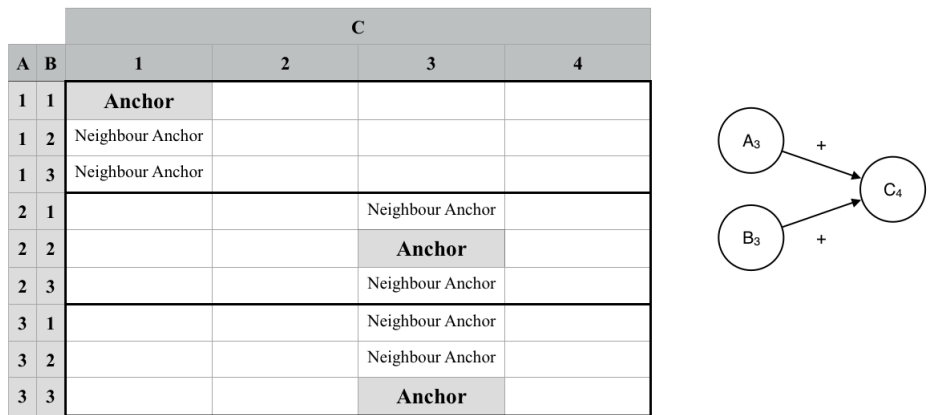 C
A B 1 2 3 4
1 1 Anchor
1 2 Neighbour Anchor
1 3 Neighbour Anchor
2 1 Neighbour Anchor
2 2 Anchor
2 3 Neighbour Anchor
3 1 Neighbour Anchor
3 2 Neighbour Anchor
3 3 Anchor
A₃ +
C₄
B₃ +